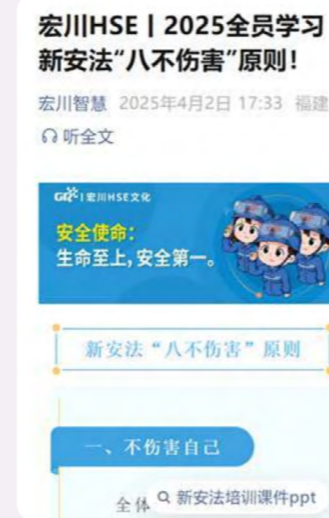 宏川HSE丨2025全员学习
新安法“八不伤害”原则！
宏川智慧 2025年4月2日 17:33 福建
听全文
GR 宏川HSE文化
安全使命：
生命至上，安全第一。
新安法“八不伤害”原则
一、不伤害自己
全体
新安法培训课件ppt